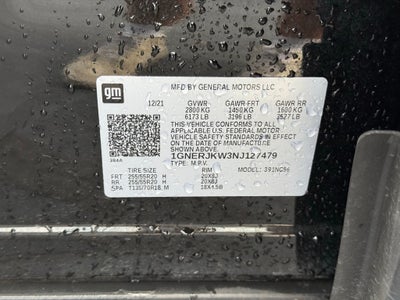 gm
MFD BY GENERAL MOTORS LLC
12/21 GVWR GAWR FRT GAWR RR
2800 KG 1450 KG 1600 KG
6173 LB 3196 LB 3527 LB
THIS VEHICLE CONFORMS TO ALL APPLICABLE
U.S. FEDERAL MOTOR VEHICLE SAFETY
STANDARDS IN EFFECT ON THE DATE OF
MANUFACTURE SHOWN ABOVE.
1GNERJKW3NJ127479
TYPE: M.P.V. MODEL:
TIRE SIZE RIM
FRT 255/55R20 H 20X8J
RR 255/55R20 H 20X8J
SPA T135/70R18 M 18X4.5B